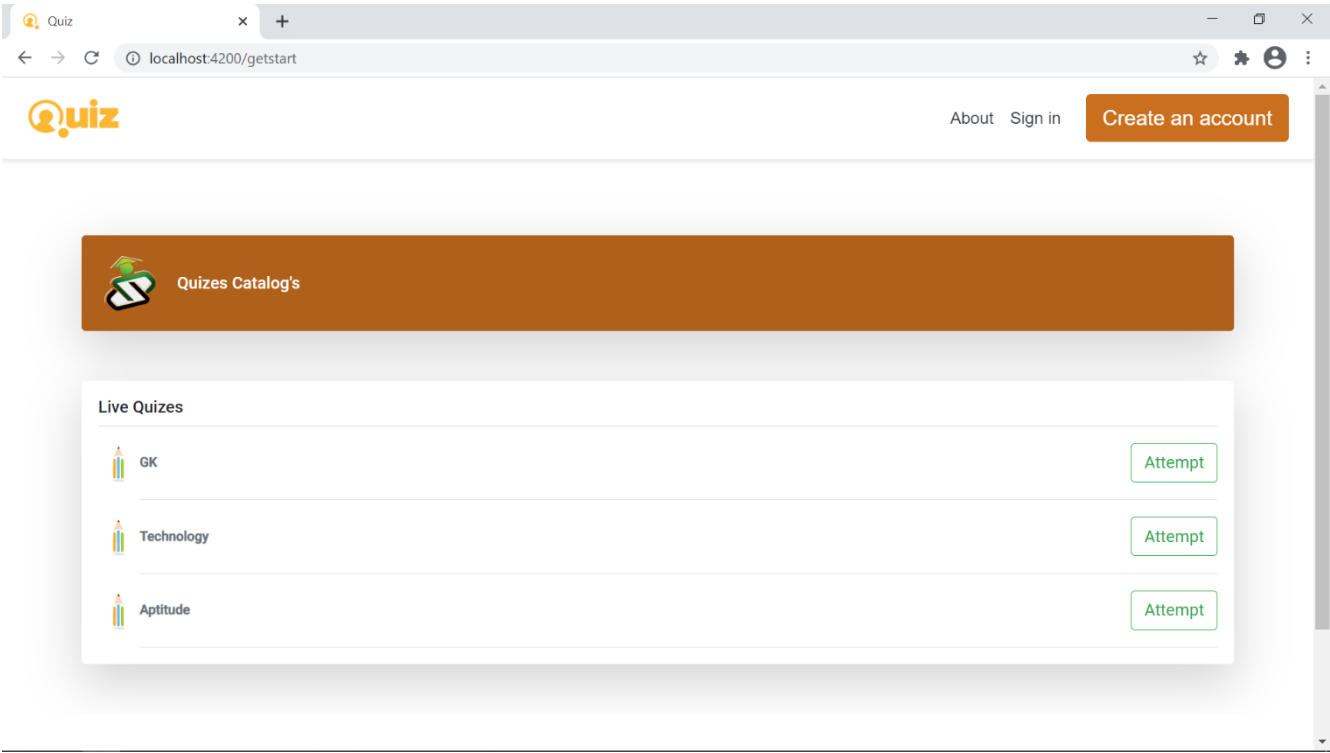 Quiz
localhost:4200/getstart
Quiz
About Sign in Create an account
Quizes Catalog's
Live Quizes
GK Attempt
Technology Attempt
Aptitude Attempt